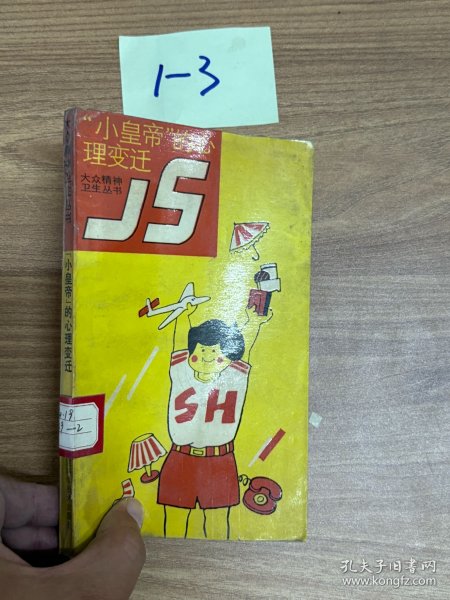 1-3
"小皇帝"的心
理变迁
大众精神
卫生丛书
JS
SH
「小皇帝」的心理变迁
孔夫子旧书网
www.kongfz.com